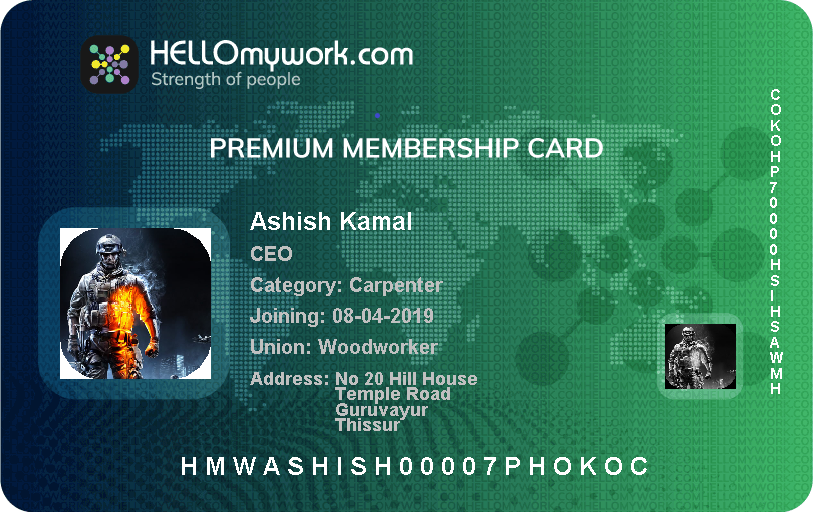 HELLOmywork.com
Strength of people
PREMIUM MEMBERSHIP CARD
Ashish Kamal
CEO
Category: Carpenter
Joining: 08-04-2019
Union: Woodworker
Address: No 20 Hill House
Temple Road
Guruvayur
Thissur
HMWASHISH00007PHOKOC
COKOHP70000HSIHSAWMH